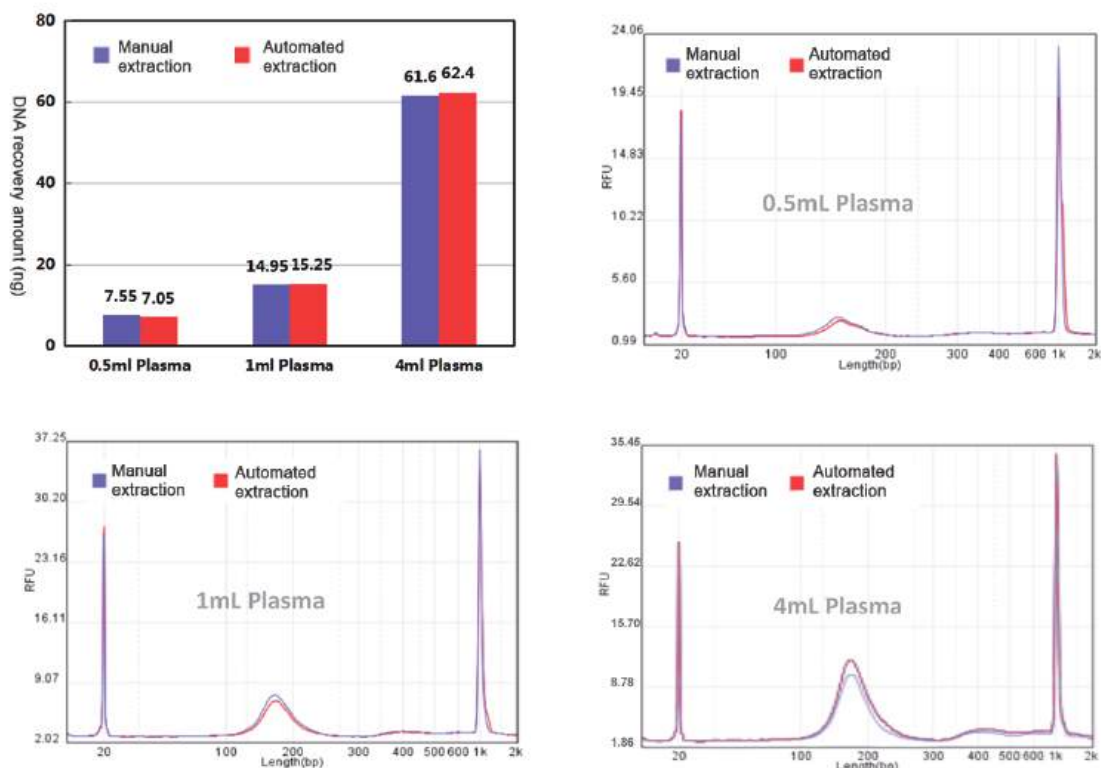 80
60
40
20
0
DNA recovery amount (ng)
Manual extraction
Automated extraction
7.55
7.05
14.95
15.25
61.6
62.4
0.5ml Plasma
1ml Plasma
4ml Plasma
24.06
19.45
14.83
10.22
5.60
0.99
RFU
Manual extraction
Automated extraction
0.5mL Plasma
20 100 200 300 400 600 1k 2k
Length(bp)
37.25
30.20
23.16
16.11
9.07
2.02
RFU
Manual extraction
Automated extraction
1mL Plasma
20 100 200 300 400 500 600 1k 2k
Length(bp)
35.46
29.54
22.62
15.70
8.78
1.86
RFU
Manual extraction
Automated extraction
4mL Plasma
20 100 200 300 400 500 600 1k 2k
Length(bp)